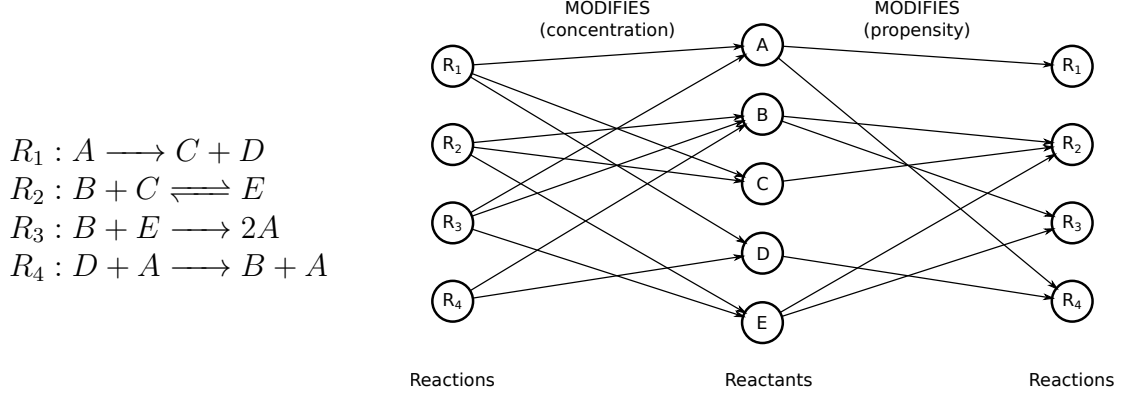 R₁ : A ⟶ C + D
R₂ : B + C ⇌ E
R₃ : B + E ⟶ 2A
R₄ : D + A ⟶ B + A
MODIFIES
(concentration)
MODIFIES
(propensity)
R₁
R₂
R₃
R₄
A
B
C
D
E
R₁
R₂
R₃
R₄
Reactions
Reactants
Reactions